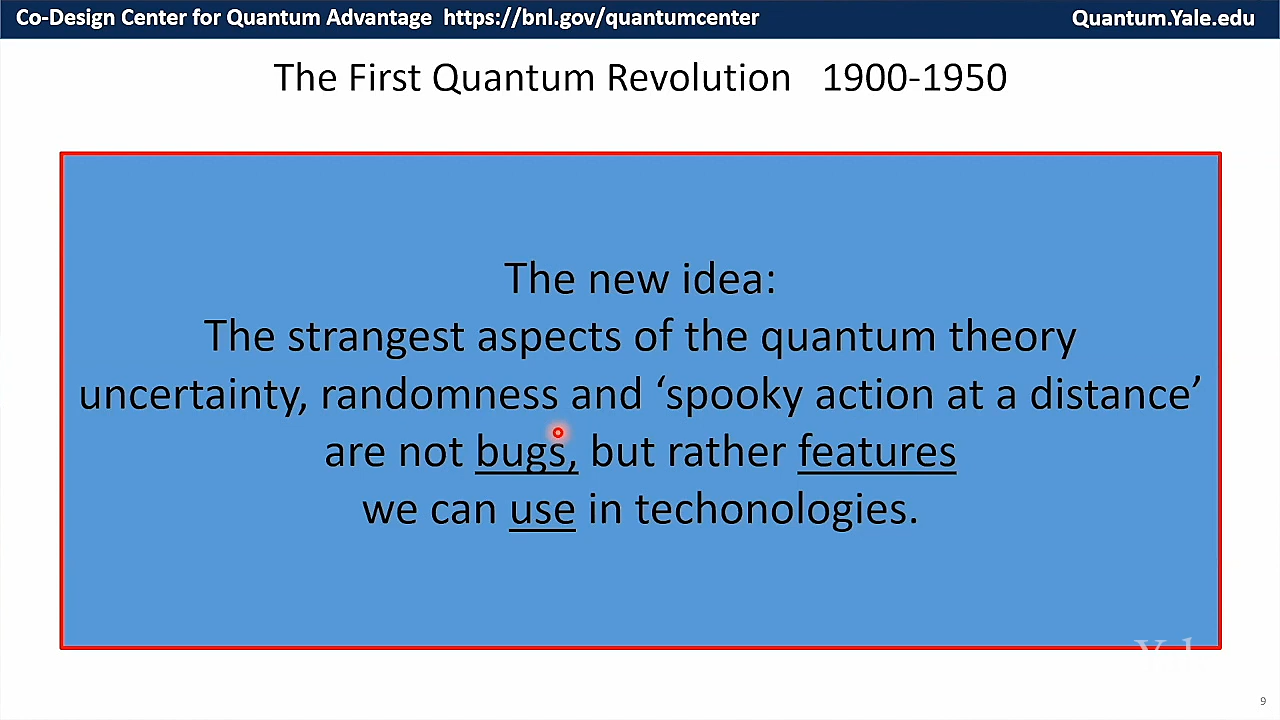 Co-Design Center for Quantum Advantage https://bnl.gov/quantumcenter
Quantum.Yale.edu
The First Quantum Revolution 1900-1950
The new idea:
The strangest aspects of the quantum theory
uncertainty, randomness and ‘spooky action at a distance’
are not bugs, but rather features
we can use in techonologies.
Yale
9